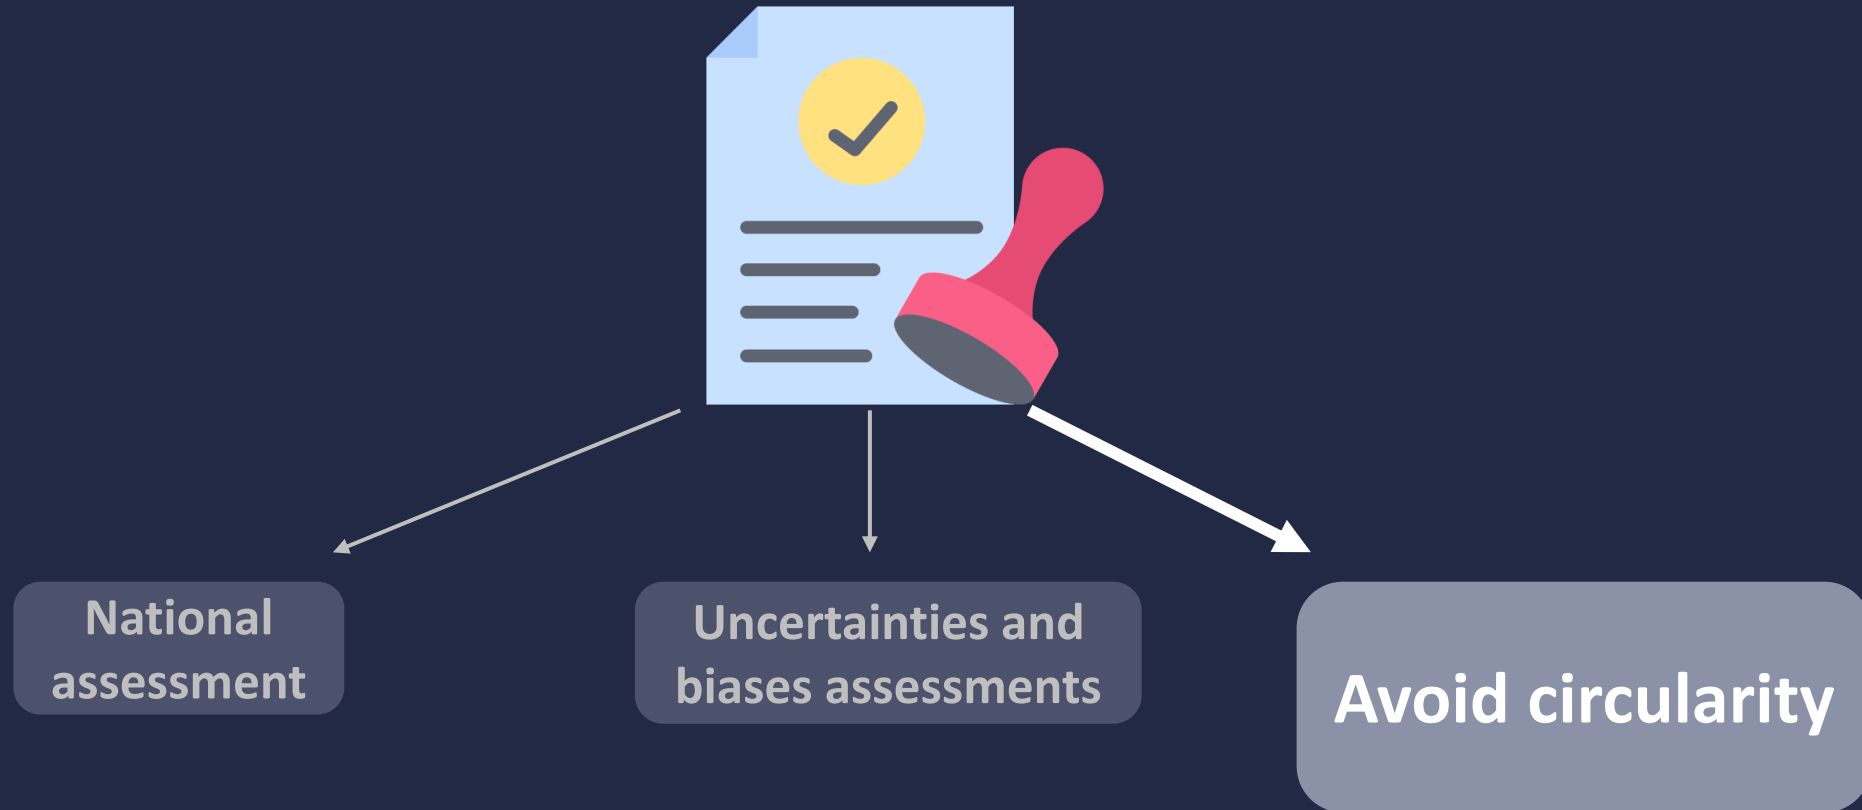 National
assessment
Uncertainties and
biases assessments
Avoid circularity